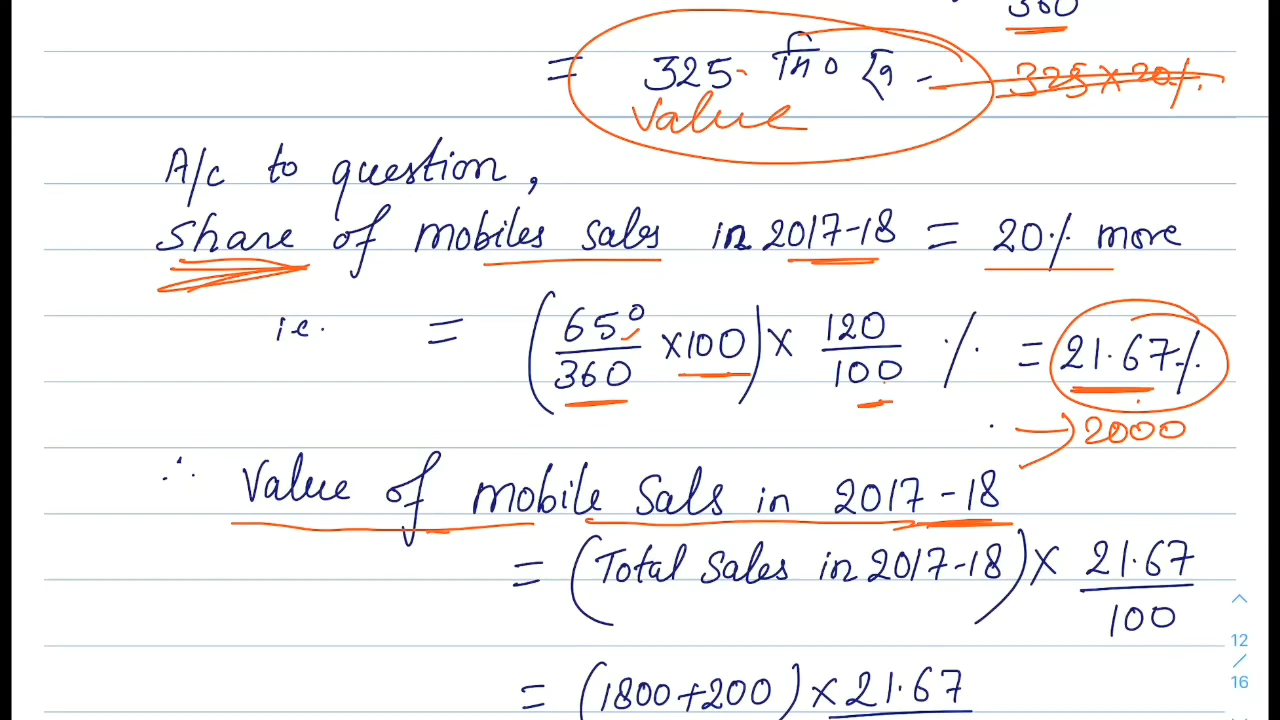 360
= 325 325×20%
Value
A/c to question,
Share of mobiles sales in 2017-18 = 20% more
i.e. = (65°/360 ×100) × 120/100 % = 21.67%
→ 2000
∴ Value of mobile Sals in 2017-18
= (Total Sales in 2017-18) × 21.67/100
= (1800+200) × 21.67
12
/
16